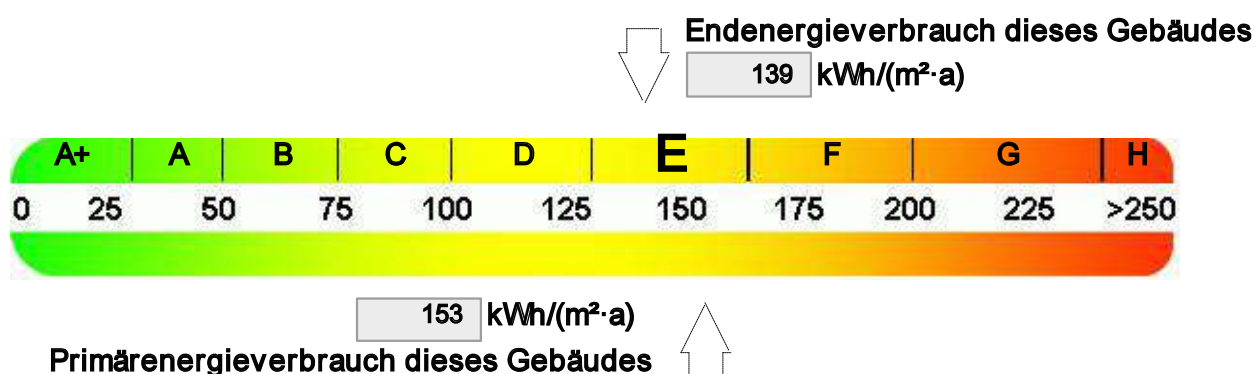 Endenergieverbrauch dieses Gebäudes
139 kWh/(m²·a)
A+ A B C D E F G H
0 25 50 75 100 125 150 175 200 225 >250
153 kWh/(m²·a)
Primärenergieverbrauch dieses Gebäudes